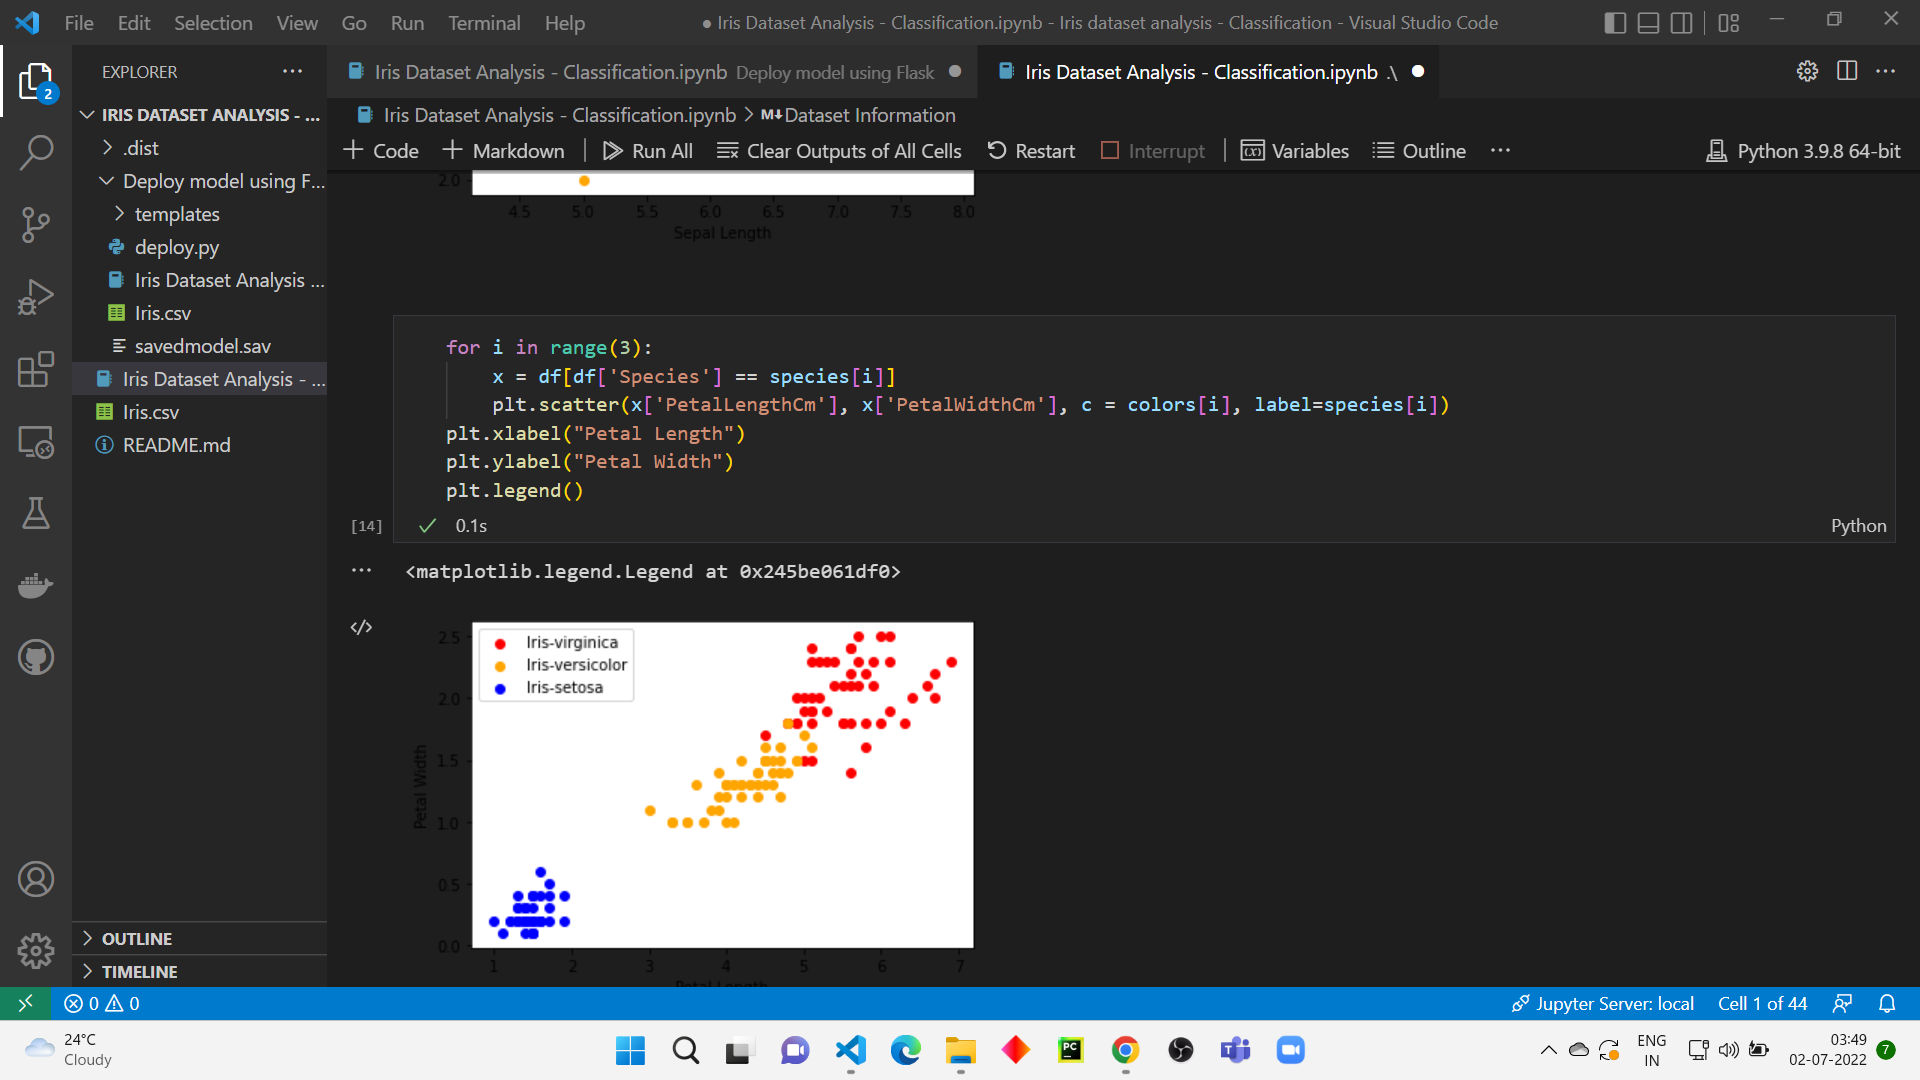 File Edit Selection View Go Run Terminal Help
● Iris Dataset Analysis - Classification.ipynb - Iris dataset analysis - Classification - Visual Studio Code
EXPLORER
2
IRIS DATASET ANALYSIS - ...
.dist
Deploy model using F...
templates
deploy.py
Iris Dataset Analysis ...
Iris.csv
savedmodel.sav
Iris Dataset Analysis - ...
Iris.csv
README.md
OUTLINE
TIMELINE
Iris Dataset Analysis - Classification.ipynb Deploy model using Flask
Iris Dataset Analysis - Classification.ipynb .\
Iris Dataset Analysis - Classification.ipynb > M↓Dataset Information
+ Code + Markdown Run All Clear Outputs of All Cells Restart Interrupt Variables Outline ... Python 3.9.8 64-bit
2.0
4.5 5.0 5.5 6.0 6.5 7.0 7.5 8.0
Sepal Length
for i in range(3):
x = df[df['Species'] == species[i]]
plt.scatter(x['PetalLengthCm'], x['PetalWidthCm'], c = colors[i], label=species[i])
plt.xlabel("Petal Length")
plt.ylabel("Petal Width")
plt.legend()
[14] 0.1s Python
<matplotlib.legend.Legend at 0x245be061df0>
Iris-virginica
Iris-versicolor
Iris-setosa
2.5
2.0
1.5
1.0
0.5
0.0
Petal Width
1 2 3 4 5 6 7
Petal Length
0 0 Jupyter Server: local Cell 1 of 44
24°C
Cloudy
PC
ENG
IN
03:49
02-07-2022
7